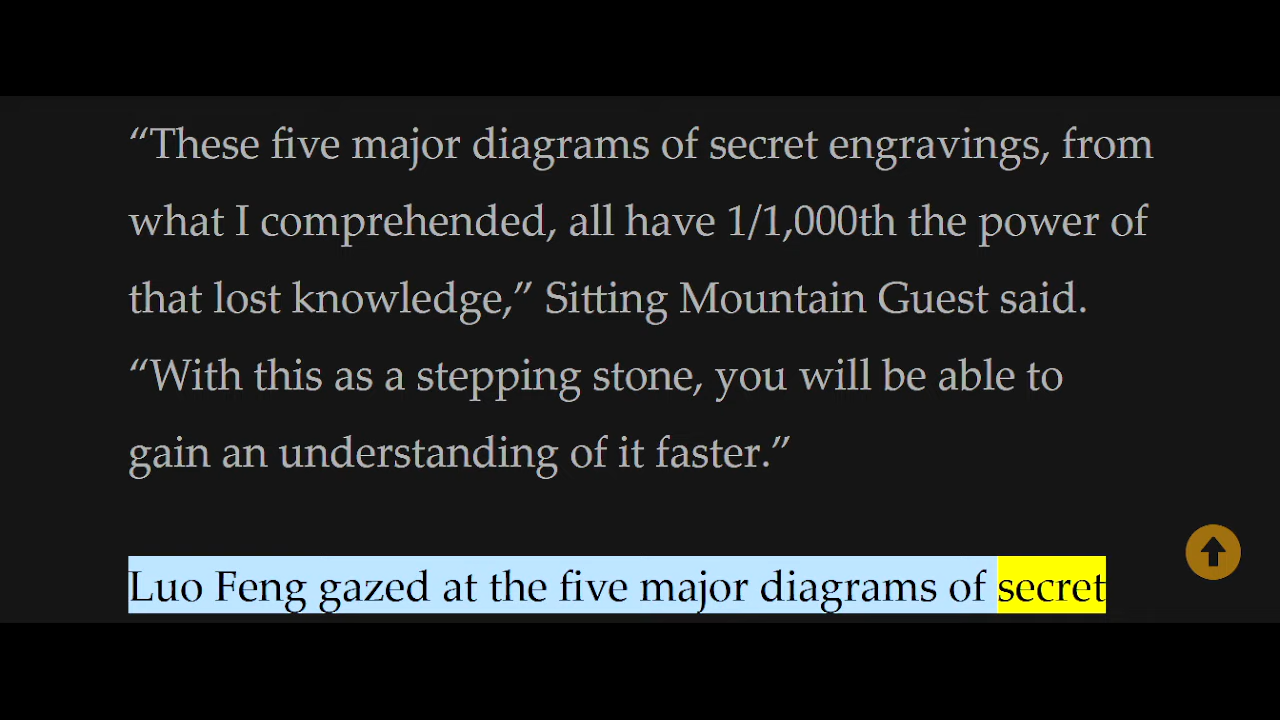 “These five major diagrams of secret engravings, from
what I comprehended, all have 1/1,000th the power of
that lost knowledge,” Sitting Mountain Guest said.
“With this as a stepping stone, you will be able to
gain an understanding of it faster.”
Luo Feng gazed at the five major diagrams of secret